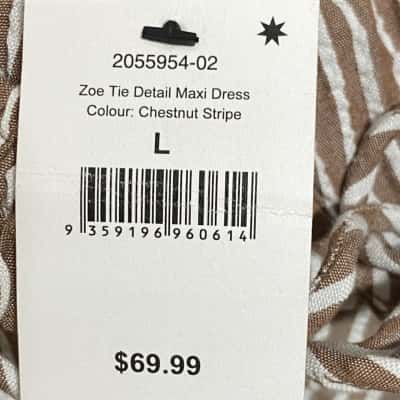 2055954-02
Zoe Tie Detail Maxi Dress
Colour: Chestnut Stripe
L
9 359196 960614
$69.99